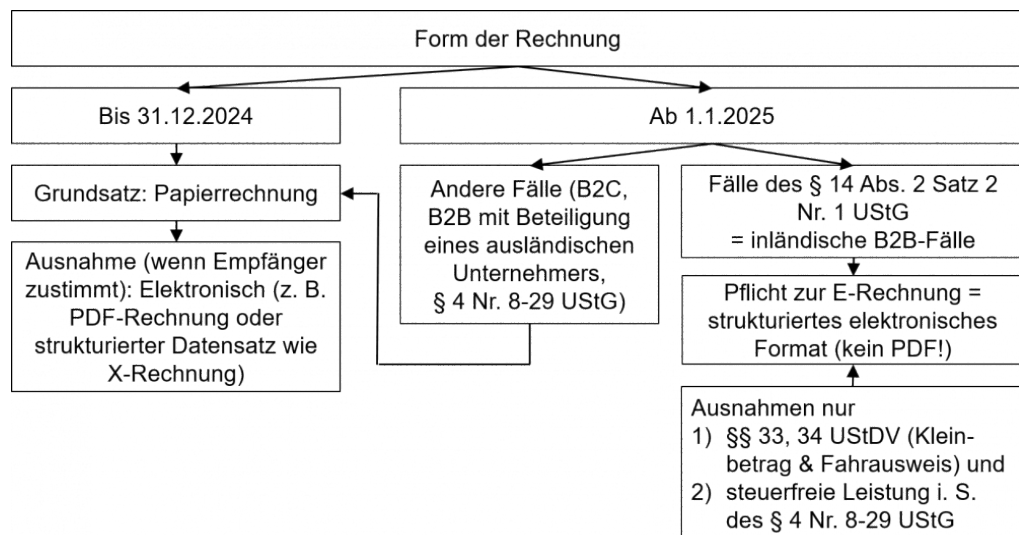 Form der Rechnung
Bis 31.12.2024
Ab 1.1.2025
Grundsatz: Papierrechnung
Ausnahme (wenn Empfänger
zustimmt): Elektronisch (z. B.
PDF-Rechnung oder
strukturierter Datensatz wie
X-Rechnung)
Andere Fälle (B2C,
B2B mit Beteiligung
eines ausländischen
Unternehmers,
§ 4 Nr. 8-29 UStG)
Fälle des § 14 Abs. 2 Satz 2
Nr. 1 UStG
= inländische B2B-Fälle
Pflicht zur E-Rechnung =
strukturiertes elektronisches
Format (kein PDF!)
Ausnahmen nur
1) §§ 33, 34 UStDV (Klein-
betrag & Fahrausweis) und
2) steuerfreie Leistung i. S.
des § 4 Nr. 8-29 UStG